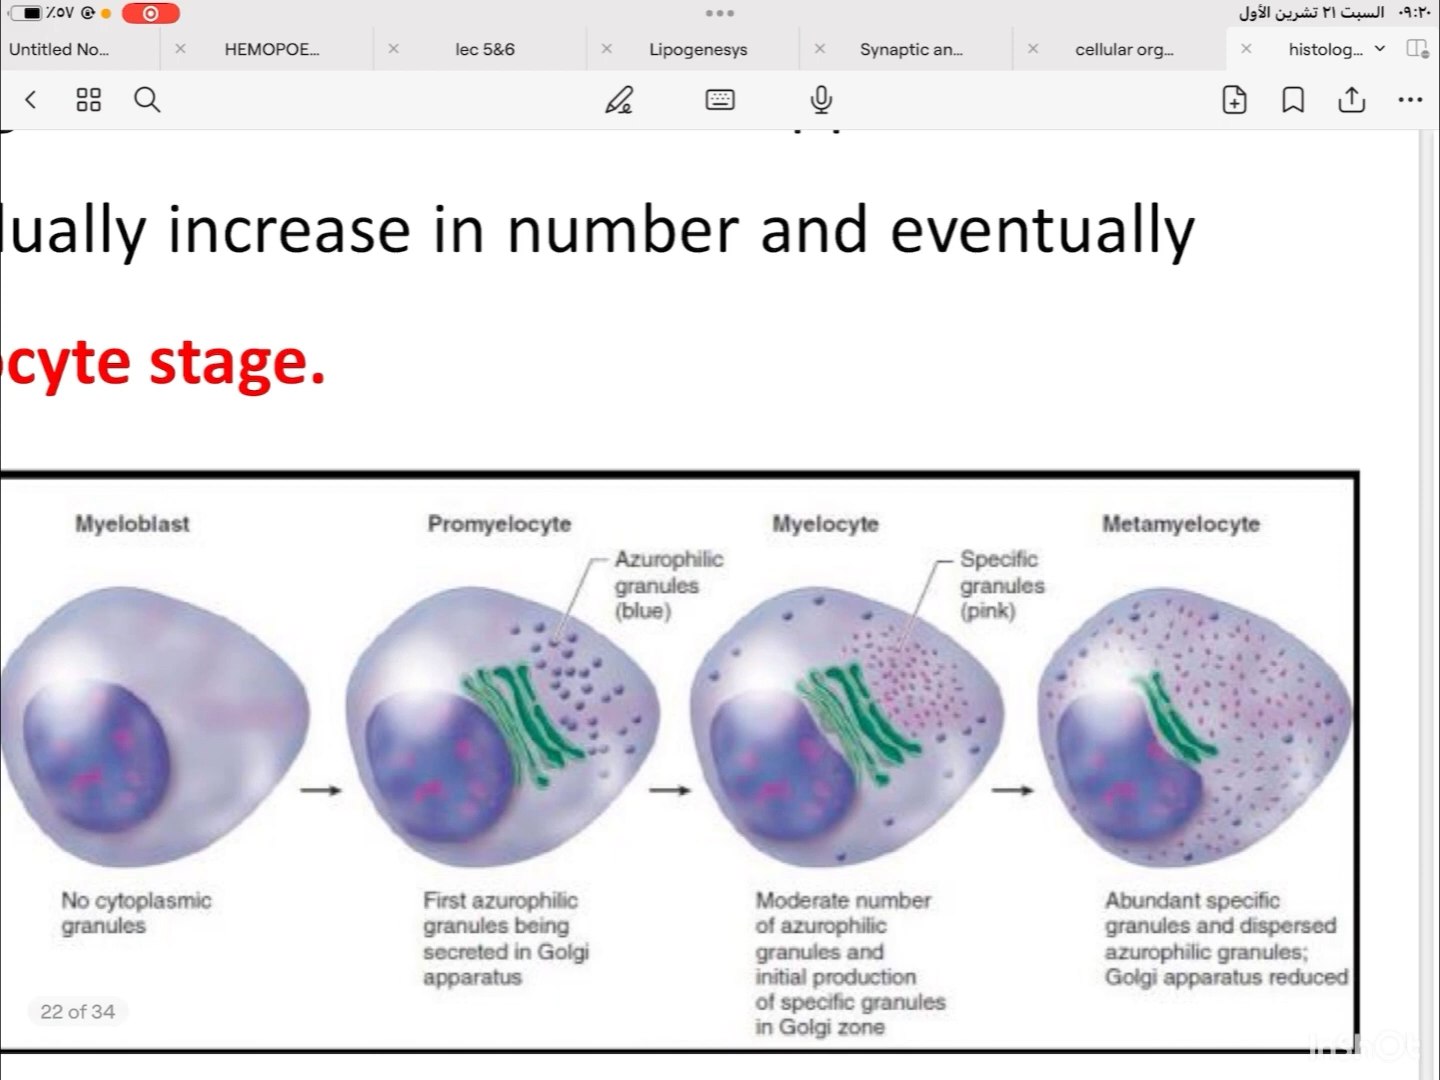 ٪٥٧
السبت ٢١ تشرين الأول ٠٩:٢٠
Untitled No...
HEMOPOE...
lec 5&6
Lipogenesys
Synaptic an...
cellular org...
histolog...
increase in number and eventually
stage.
Myeloblast
Promyelocyte
Myelocyte
Metamyelocyte
Azurophilic
granules
(blue)
Specific
granules
(pink)
No cytoplasmic
granules
First azurophilic
granules being
secreted in Golgi
apparatus
Moderate number
of azurophilic
granules and
initial production
of specific granules
in Golgi zone
Abundant specific
granules and dispersed
azurophilic granules;
Golgi apparatus reduced
22 of 34
InShOt